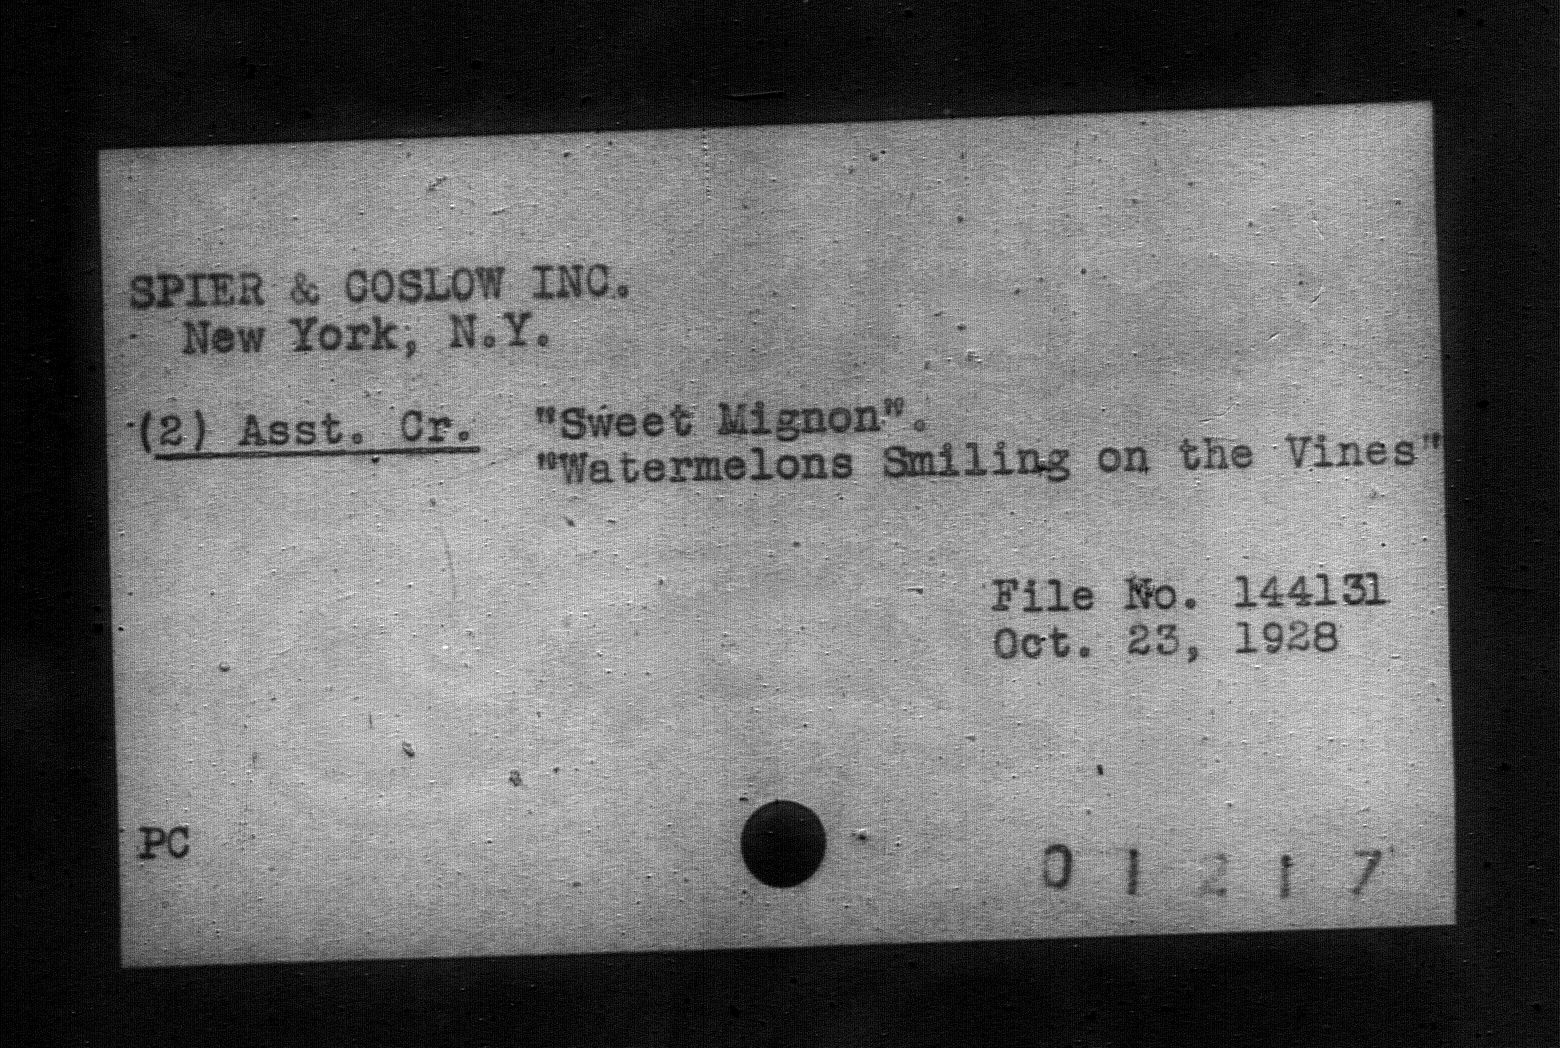 SPIER & COSLOW INC.
New York, N.Y.
(2) Asst. Cr. "Sweet Mignon".
"Watermelons Smiling on the Vines"
File No. 144131
Oct. 23, 1928
PC
0 1 2 1 7